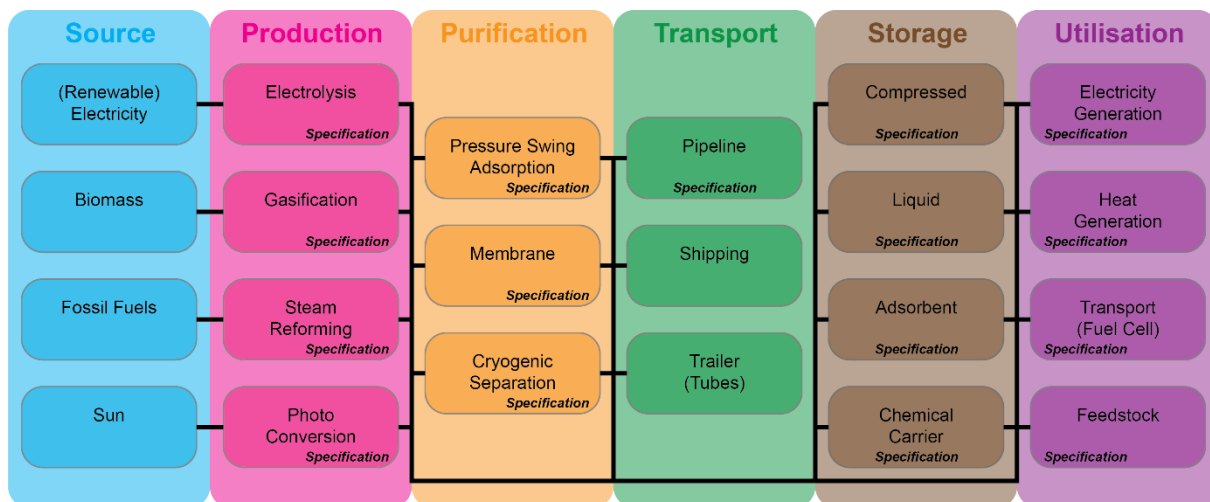 Source
Production
Purification
Transport
Storage
Utilisation
(Renewable)
Electricity
Electrolysis
Specification
Pressure Swing
Adsorption
Specification
Pipeline
Specification
Compressed
Specification
Electricity
Generation
Specification
Biomass
Gasification
Specification
Membrane
Specification
Shipping
Liquid
Specification
Heat
Generation
Specification
Fossil Fuels
Steam
Reforming
Specification
Cryogenic
Separation
Specification
Trailer
(Tubes)
Adsorbent
Specification
Transport
(Fuel Cell)
Specification
Sun
Photo
Conversion
Specification
Chemical
Carrier
Specification
Feedstock
Specification